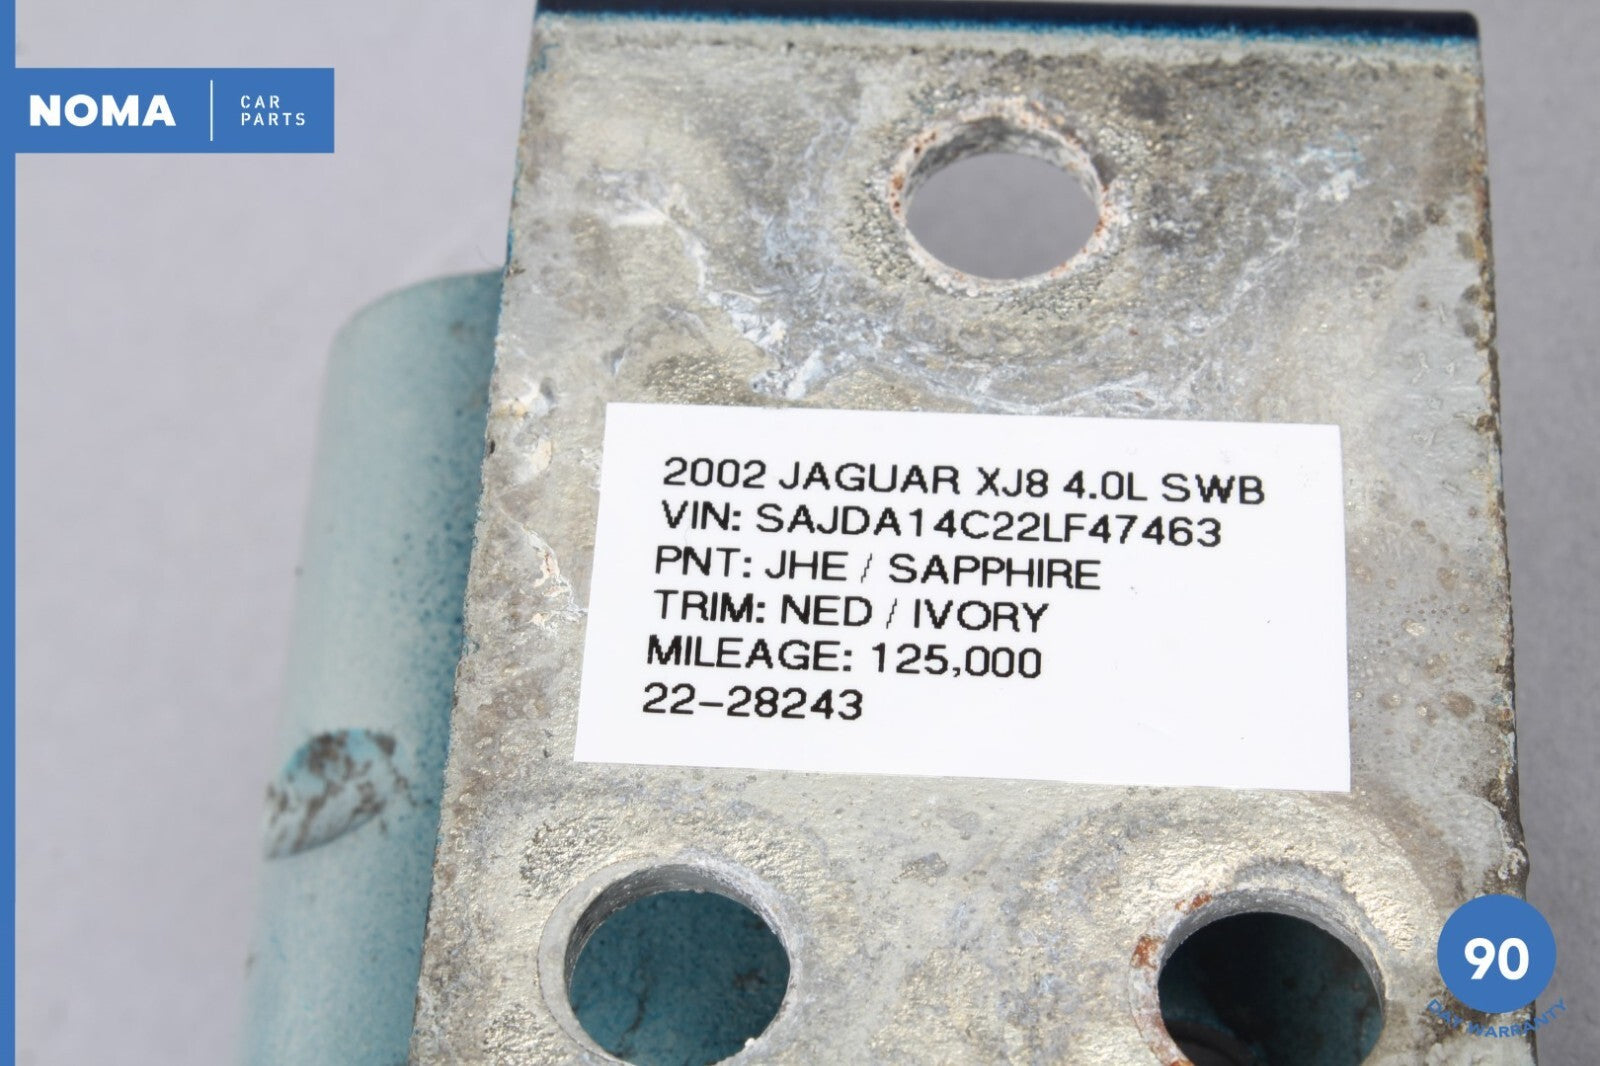 NOMA
CAR
PARTS
2002 JAGUAR XJ8 4.0L SWB
VIN: SAJDA14C22LF47463
PNT: JHE / SAPPHIRE
TRIM: NED / IVORY
MILEAGE: 125,000
22-28243
90
DAY WARRANTY